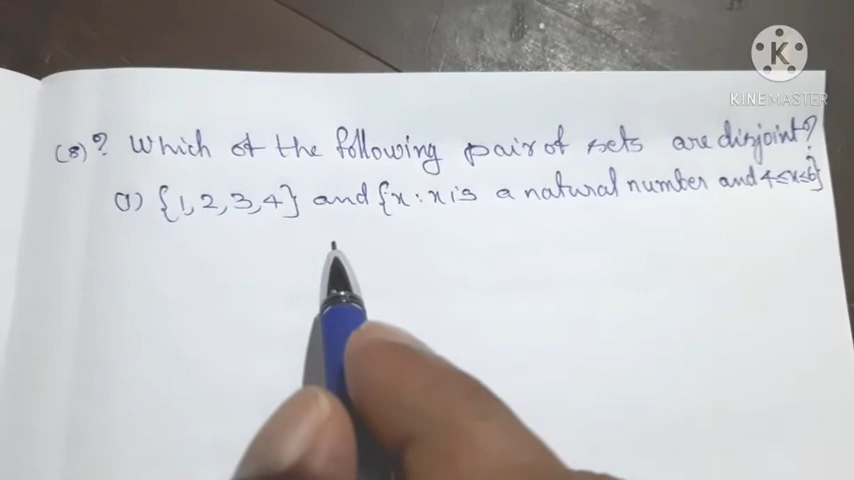 K
KINEMASTER
(8)? Which of the following pair of sets are disjoint?
(1) {1,2,3,4} and {x:x is a natural number and 4≤x≤6}